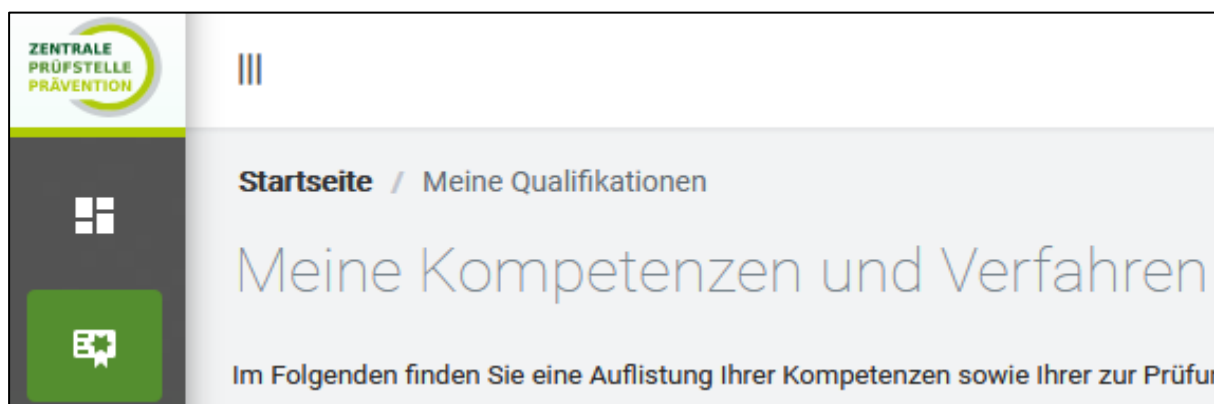 ZENTRALE
PRÜFSTELLE
PRÄVENTION
Startseite / Meine Qualifikationen
Meine Kompetenzen und Verfahren
Im Folgenden finden Sie eine Auflistung Ihrer Kompetenzen sowie Ihrer zur